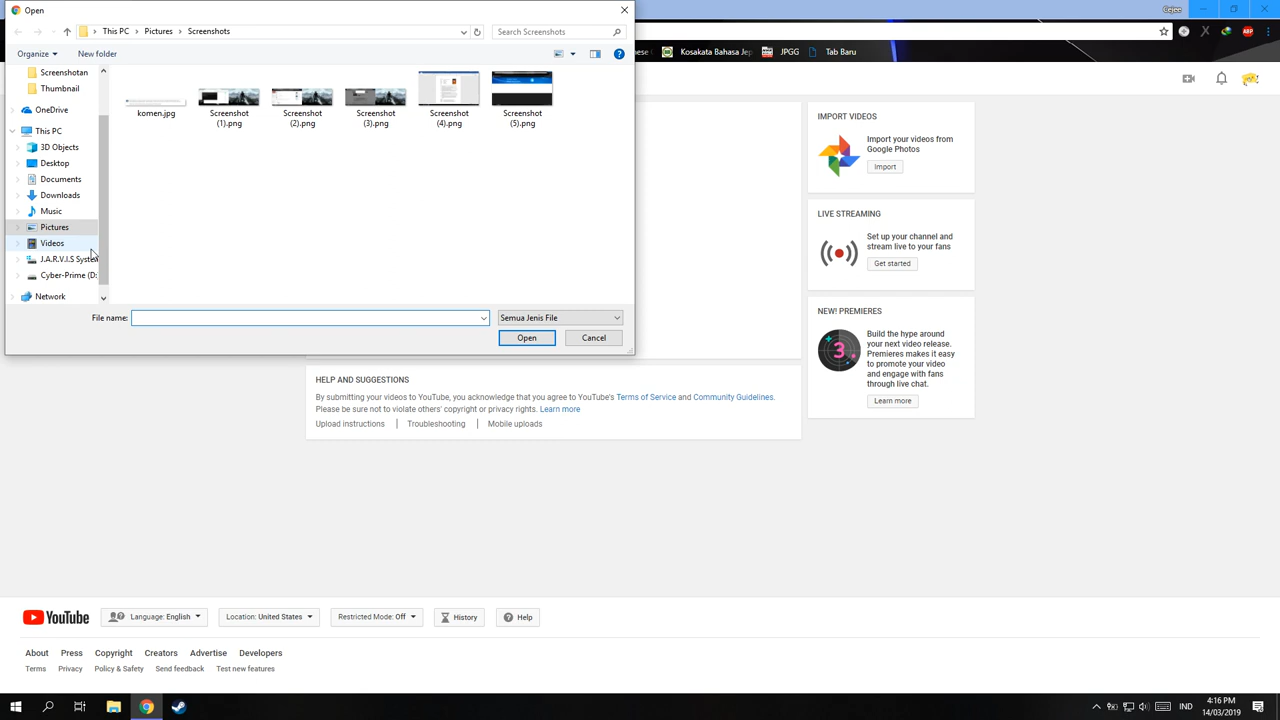 Open
This PC
Pictures
Screenshots
Search Screenshots
Organize
New folder
Screenshotan
Thumbnail
OneDrive
This PC
3D Objects
Desktop
Documents
Downloads
Music
Pictures
Videos
J.A.R.V.I.S System
Cyber-Prime (D:
Network
komen.jpg
Screenshot
(1).png
Screenshot
(2).png
Screenshot
(3).png
Screenshot
(4).png
Screenshot
(5).png
File name:
Semua Jenis File
Open
Cancel
Kosakata Bahasa Jep
JPGG
Tab Baru
ABP
IMPORT VIDEOS
Import your videos from
Google Photos
Import
LIVE STREAMING
Set up your channel and
stream live to your fans
Get started
NEW! PREMIERES
3
Build the hype around
your next video release.
Premieres makes it easy
to promote your video
and engage with fans
through live chat.
Learn more
HELP AND SUGGESTIONS
By submitting your videos to YouTube, you acknowledge that you agree to YouTube's Terms of Service and Community Guidelines.
Please be sure not to violate others' copyright or privacy rights. Learn more
Upload instructions
Troubleshooting
Mobile uploads
YouTube
Language: English
Location: United States
Restricted Mode: Off
History
Help
About
Press
Copyright
Creators
Advertise
Developers
Terms
Privacy
Policy & Safety
Send feedback
Test new features
IND
4:16 PM
14/03/2019